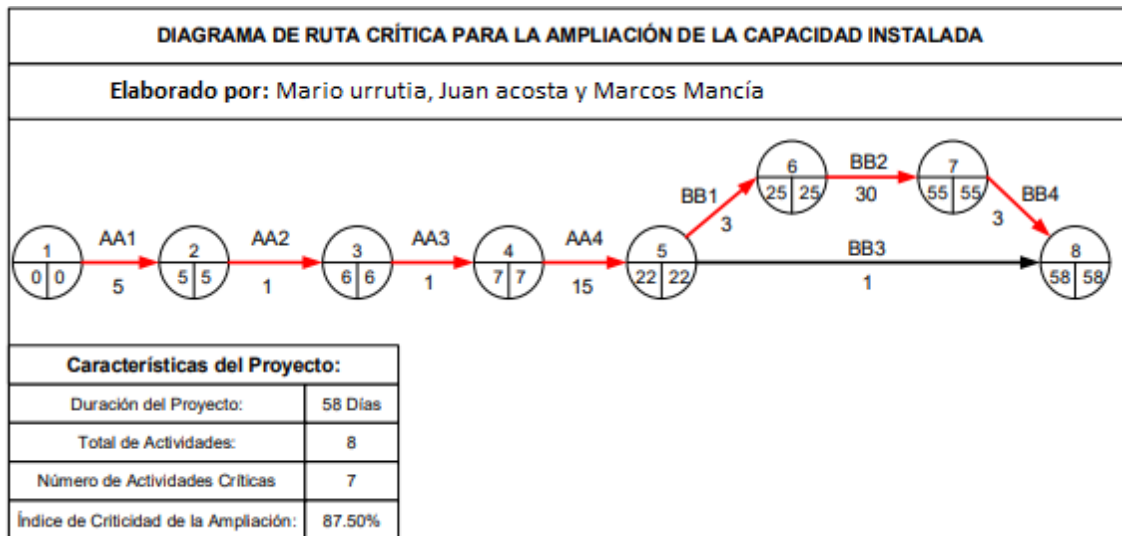 DIAGRAMA DE RUTA CRÍTICA PARA LA AMPLIACIÓN DE LA CAPACIDAD INSTALADA
Elaborado por: Mario urrutia, Juan acosta y Marcos Mancía
6
25 25
BB2
30
7
55 55
BB1
3
BB4
3
1
0 0
AA1
5
2
5 5
AA2
1
3
6 6
AA3
1
4
7 7
AA4
15
5
22 22
BB3
1
8
58 58
Características del Proyecto:
Duración del Proyecto: 58 Días
Total de Actividades: 8
Número de Actividades Críticas 7
Índice de Criticidad de la Ampliación: 87.50%